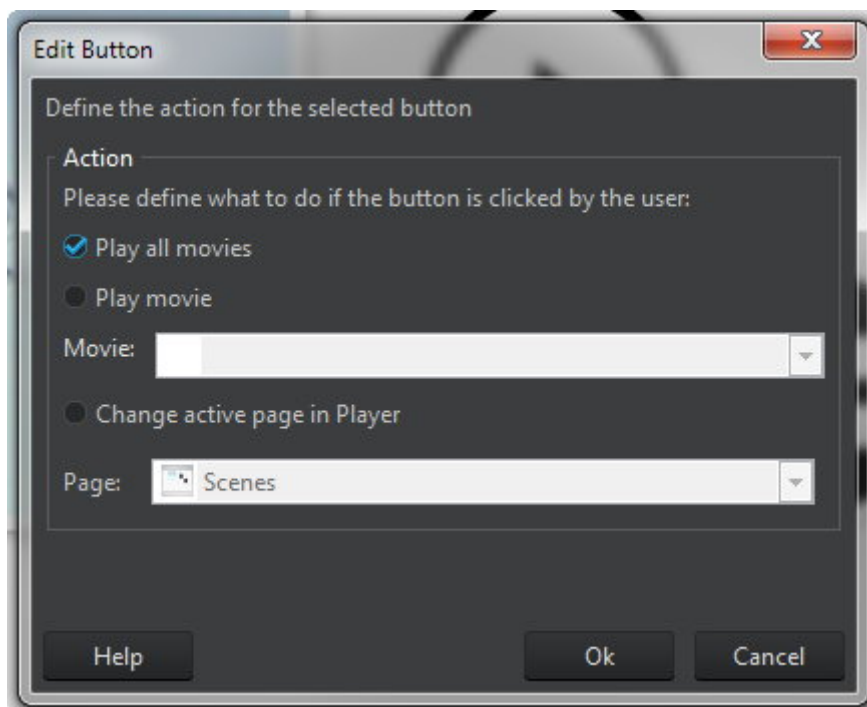 Edit Button
Define the action for the selected button
Action
Please define what to do if the button is clicked by the user:
Play all movies
Play movie
Movie:
Change active page in Player
Page: Scenes
Help Ok Cancel